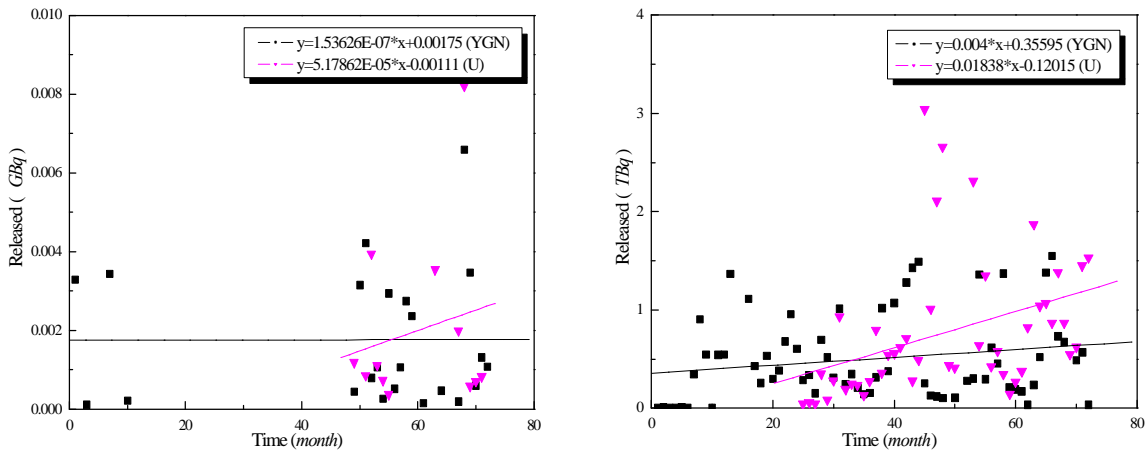 y=1.53626E-07*x+0.00175 (YGN)
y=5.17862E-05*x-0.00111 (U)
0.010
0.008
0.006
0.004
0.002
0.000
Released ( GBq)
0
20
40
60
80
Time (month)
y=0.004*x+0.35595 (YGN)
y=0.01838*x-0.12015 (U)
4
3
2
1
0
Released ( TBq)
0
20
40
60
80
Time (month)